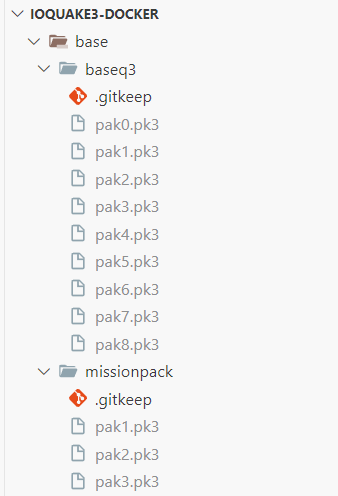 IOQUAKE3-DOCKER
base
baseq3
.gitkeep
pak0.pk3
pak1.pk3
pak2.pk3
pak3.pk3
pak4.pk3
pak5.pk3
pak6.pk3
pak7.pk3
pak8.pk3
missionpack
.gitkeep
pak1.pk3
pak2.pk3
pak3.pk3